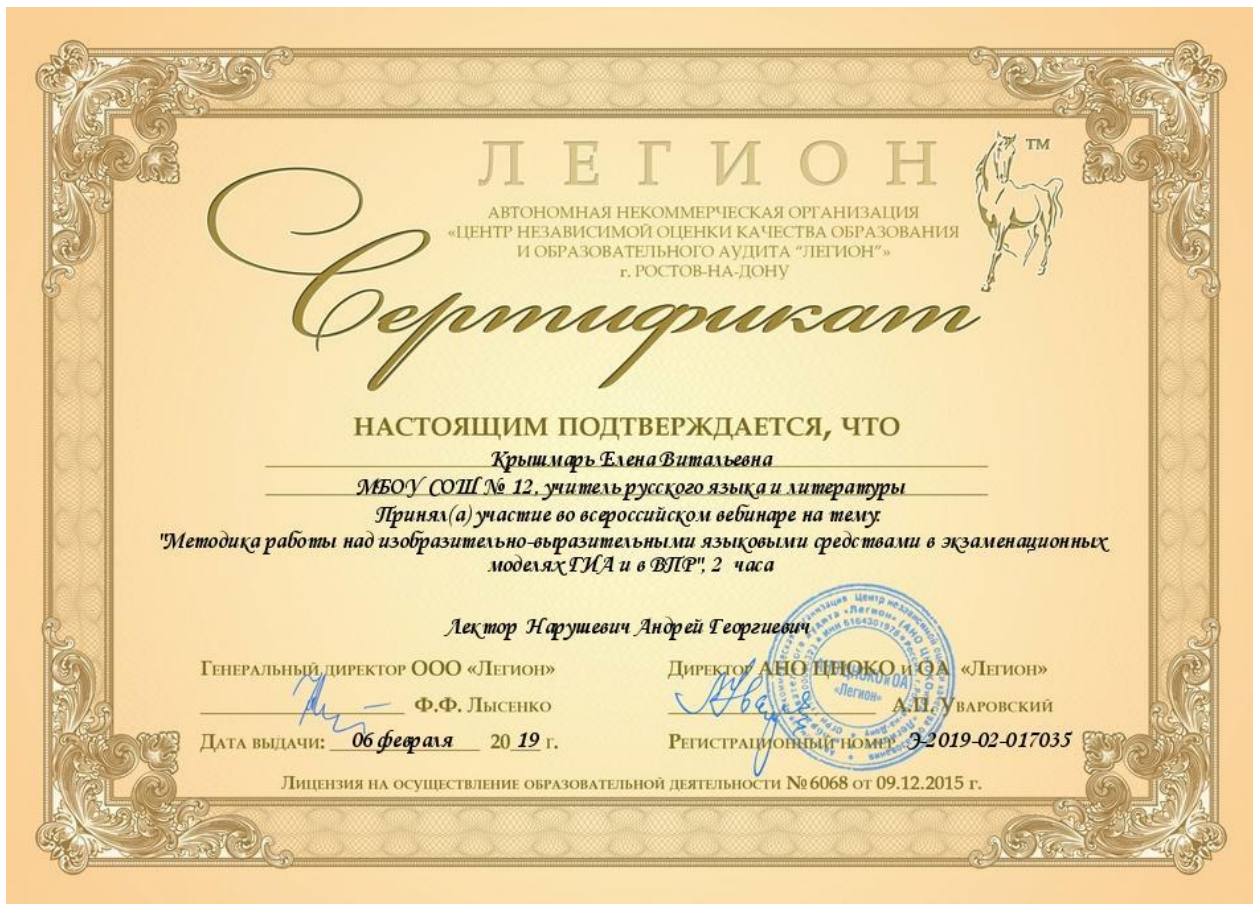 ЛЕГИОН
ТМ
АВТОНОМНАЯ НЕКОММЕРЧЕСКАЯ ОРГАНИЗАЦИЯ
«ЦЕНТР НЕЗАВИСИМОЙ ОЦЕНКИ КАЧЕСТВА ОБРАЗОВАНИЯ
И ОБРАЗОВАТЕЛЬНОГО АУДИТА “ЛЕГИОН”»
г. РОСТОВ-НА-ДОНУ
Сертификат
НАСТОЯЩИМ ПОДТВЕРЖДАЕТСЯ, ЧТО
Крышмарь Елена Витальевна
МБОУ СОШ № 12, учитель русского языка и литературы
Принял(а) участие во всероссийском вебинаре на тему:
"Методика работы над изобразительно-выразительными языковыми средствами в экзаменационных
моделях ГИА и в ВПР", 2 часа
Лектор Нарушевич Андрей Георгиевич
ГЕНЕРАЛЬНЫЙ ДИРЕКТОР ООО «ЛЕГИОН» ДИРЕКТОР АНО ЦНОКО и ОА «ЛЕГИОН»
Ф.Ф. ЛЫСЕНКО А.П. УВАРОВСКИЙ
ДАТА ВЫДАЧИ: 06 февраля 20 19 г. РЕГИСТРАЦИОННЫЙ НОМЕР Э-2019-02-017035
ЛИЦЕНЗИЯ НА ОСУЩЕСТВЛЕНИЕ ОБРАЗОВАТЕЛЬНОЙ ДЕЯТЕЛЬНОСТИ № 6068 ОТ 09.12.2015 г.
«Легион»